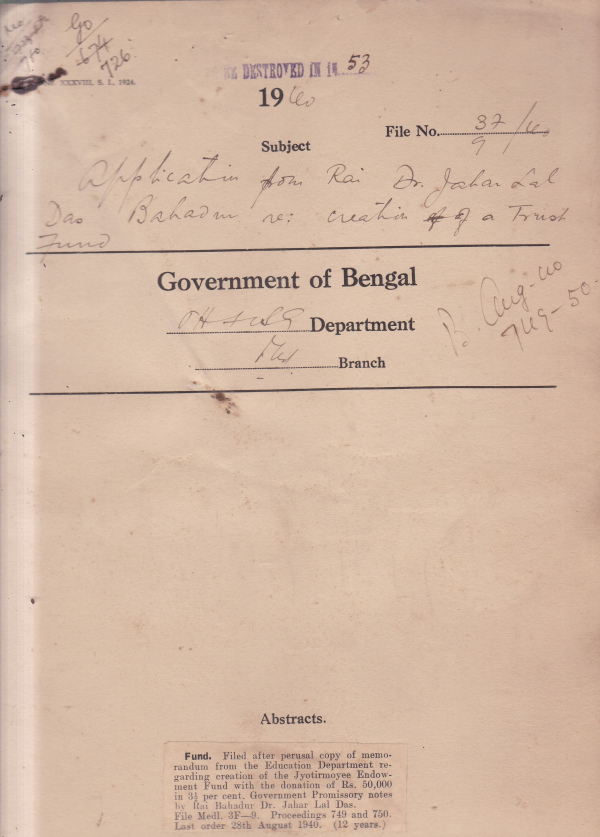 Go
674
726
XXXVIII, S. I., 1924.
BE DESTROYED IN 19 53
1940
File No. 37/40
9
Subject
Application from Rai Dr. Jahar Lal
Das Bahadur re: creation of a Trust
Fund
Government of Bengal
Department
B. Aug-40
749-50.
Branch
Abstracts.
Fund. Filed after perusal copy of memo-
randum from the Education Department re-
garding creation of the Jyotirmoyee Endow-
ment Fund with the donation of Rs. 50,000
in 3½ per cent. Government Promissory notes
by Rai Bahadur Dr. Jahar Lal Das.
File Medl. 3F—9. Proceedings 749 and 750.
Last order 28th August 1940. (12 years.)